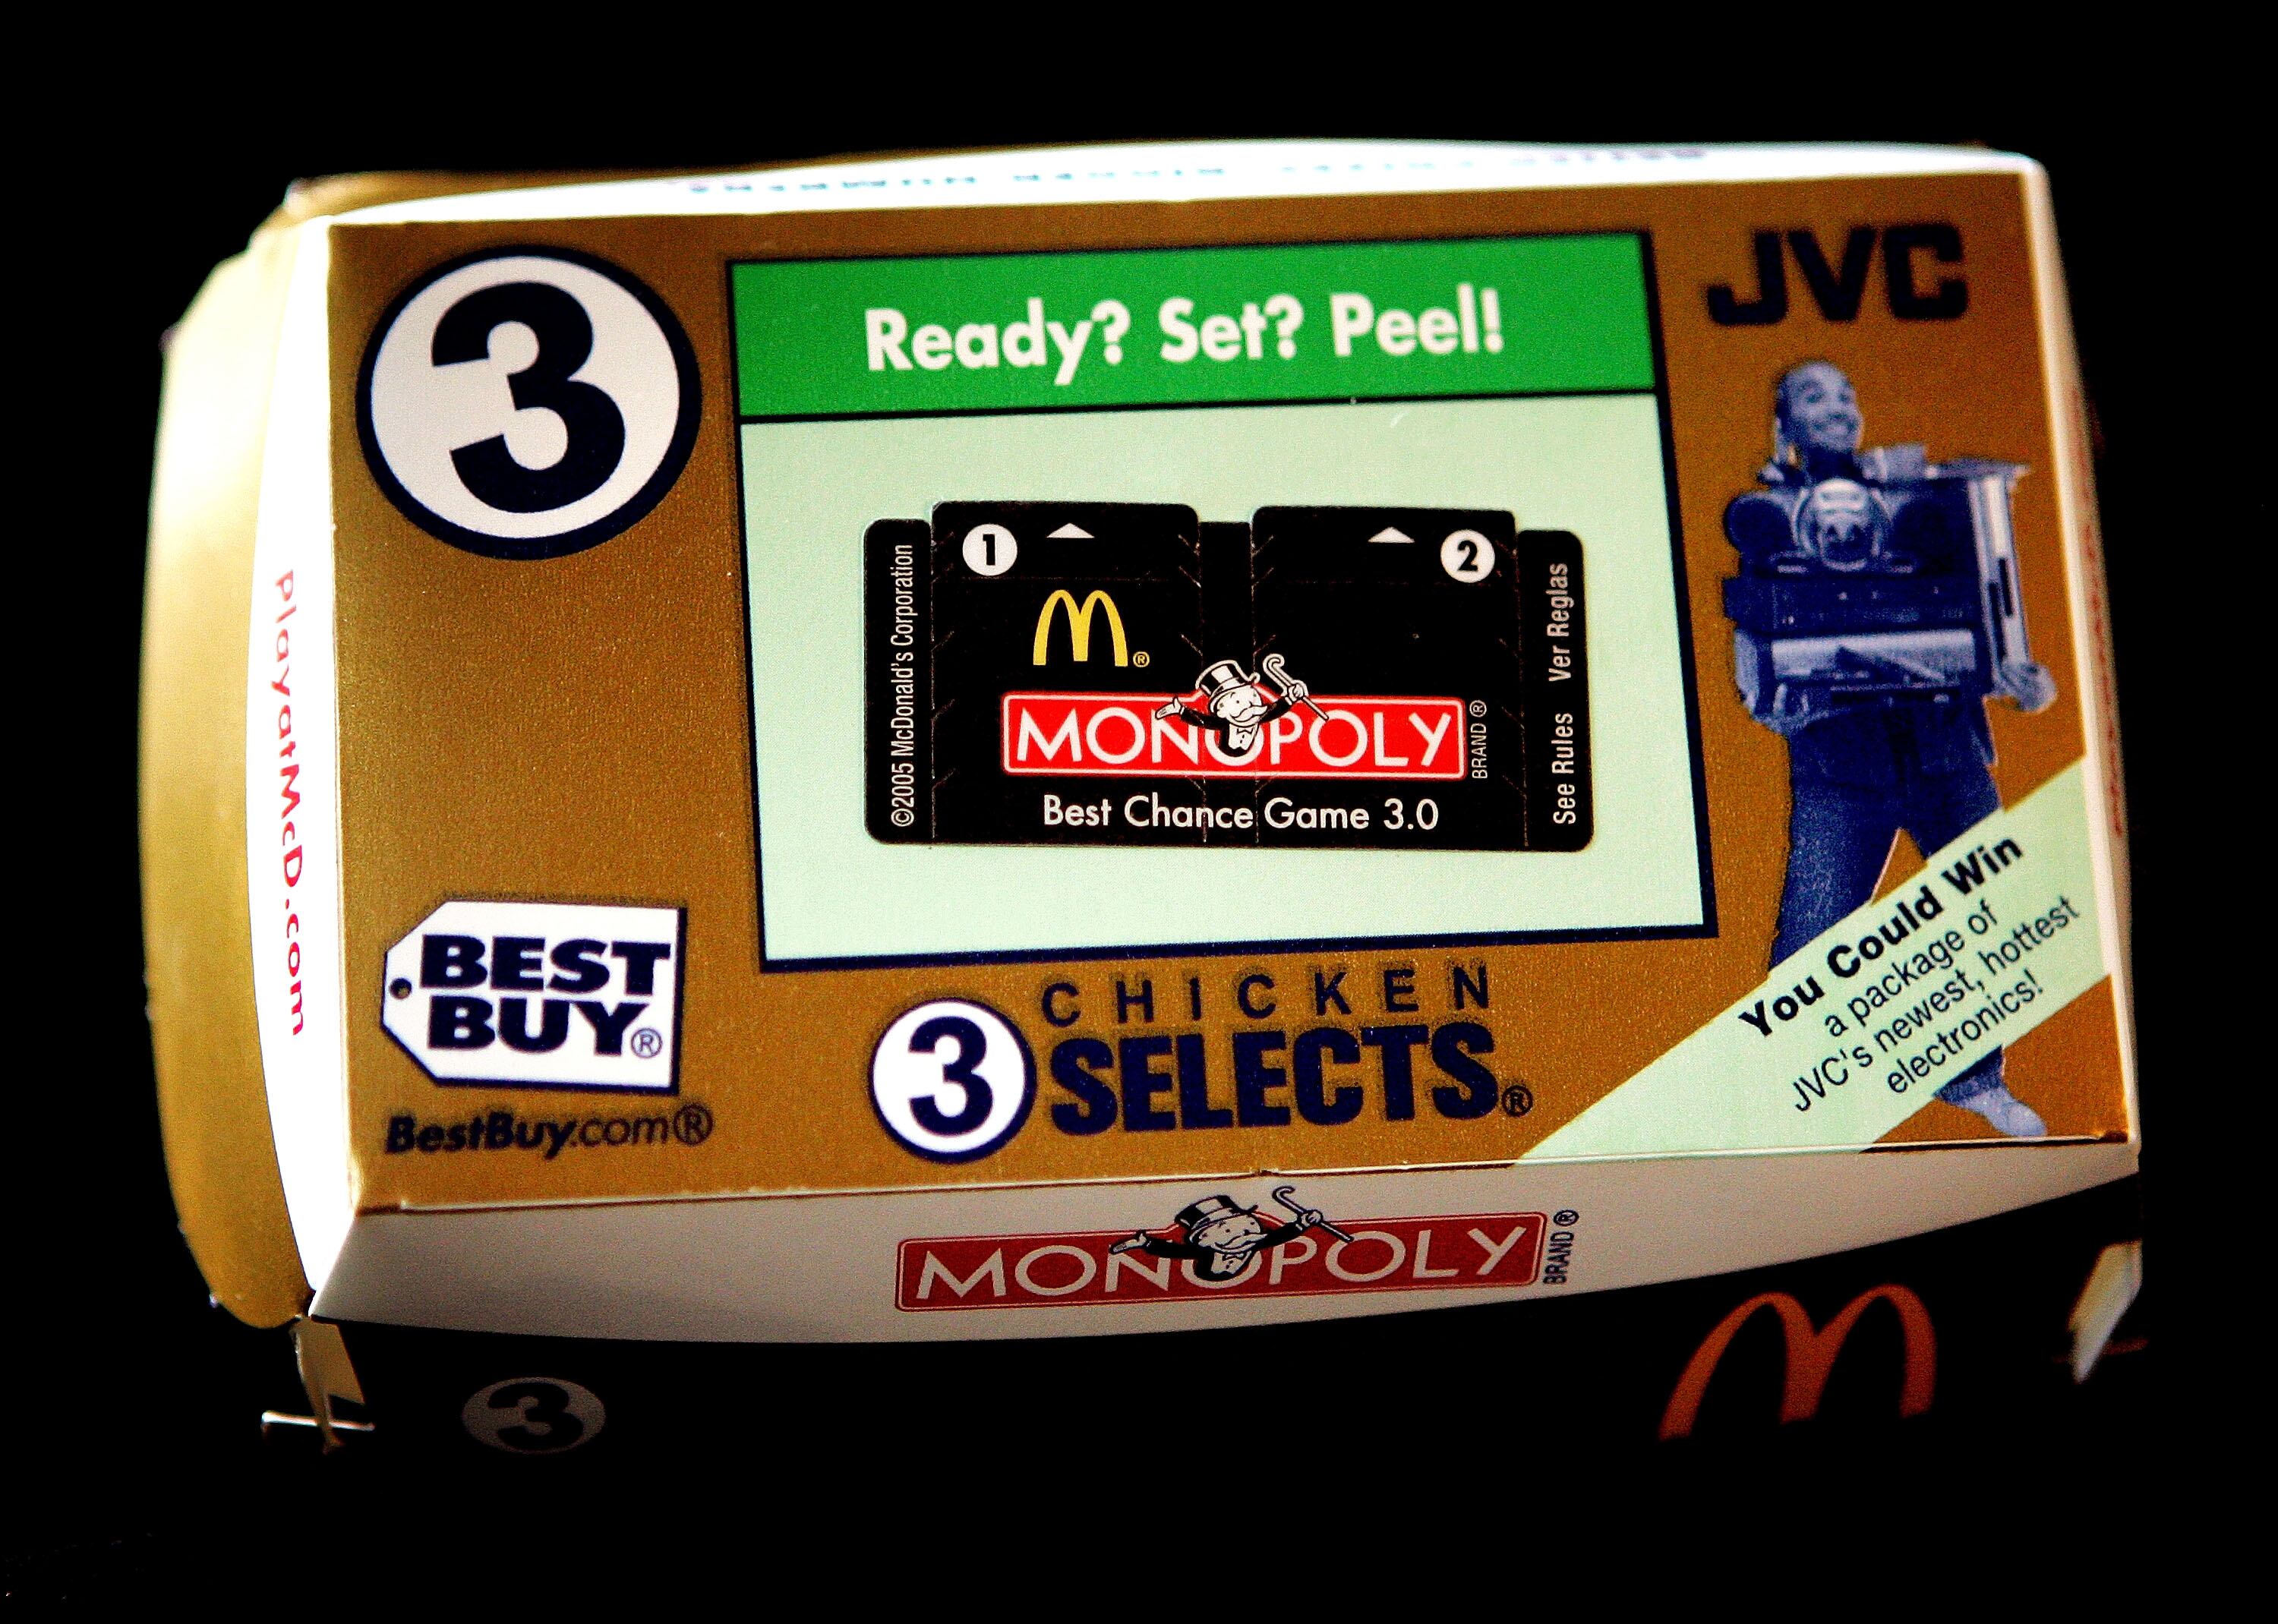 3
Ready? Set? Peel!
JVC
1
2
©2005 McDonald's Corporation
M®
MONOPOLY
BRAND ®
Best Chance Game 3.0
See Rules Ver Reglas
PlayatMcD.com
BEST
BUY®
BestBuy.com®
3 CHICKEN
SELECTS®
You Could Win
a package of
JVC's newest, hottest
electronics!
MONOPOLY
BRAND ®
3
M